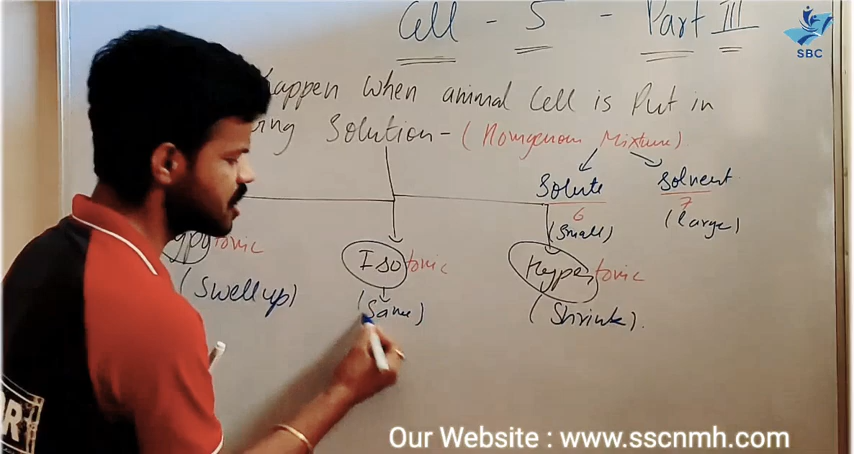 Cell - 5 - Part III
SBC
happen when animal Cell is Put in
Solution - (Homgenous Mixture)
Solute Solvent
6 7
(Small) (large)
tonic Isotonic Hypertonic
(Swell up) (Same) (Shrink).
Our Website : www.sscnmh.com